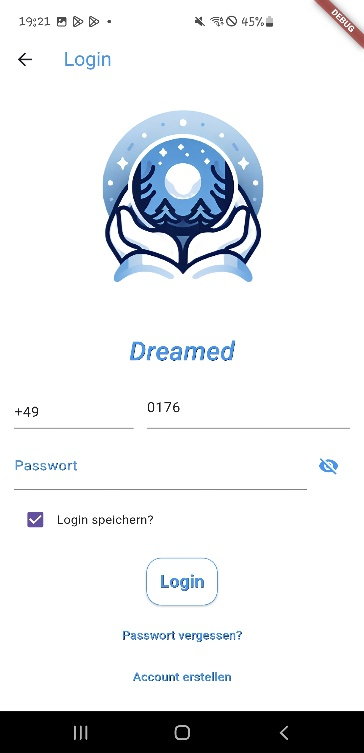 19:21 45%
DEBUG
Login
Dreamed
+49 0176
Passwort
Login speichern?
Login
Passwort vergessen?
Account erstellen